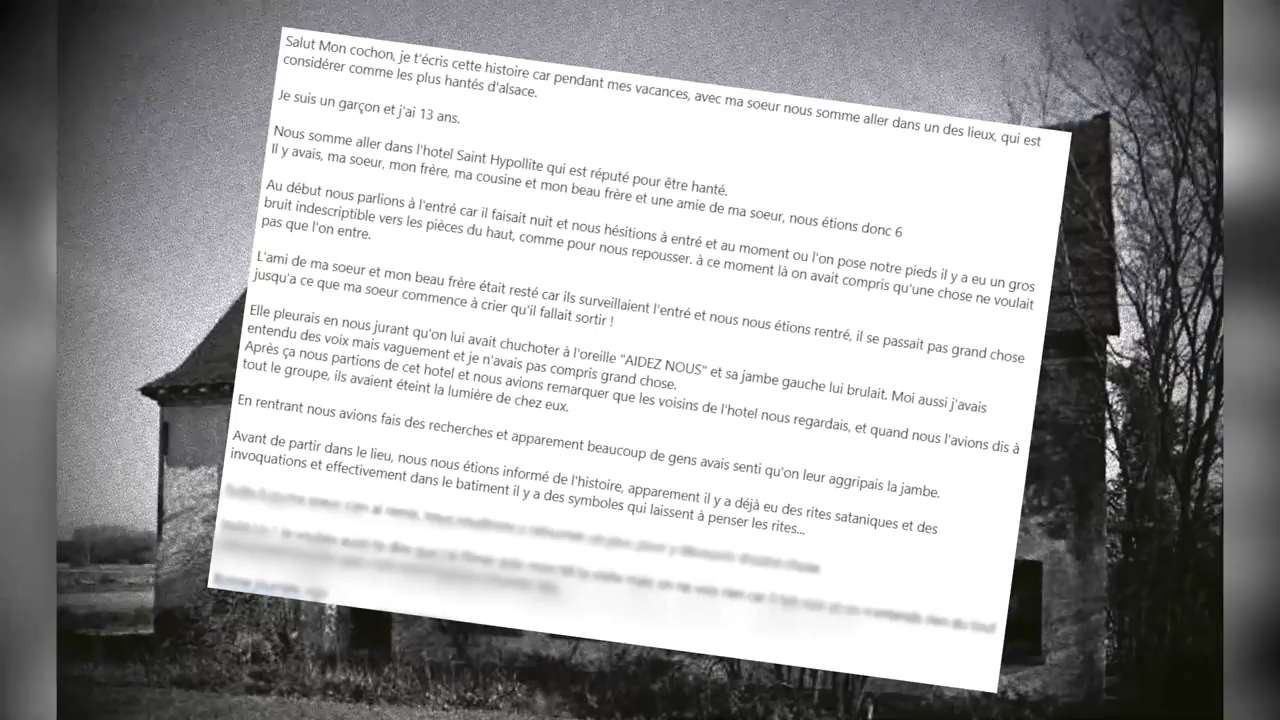 Salut Mon cochon, je t'écris cette histoire car pendant mes vacances, avec ma soeur nous somme aller dans un des lieux, qui est
considérer comme les plus hantés d'alsace.
Je suis un garçon et j'ai 13 ans.
Nous somme aller dans l'hotel Saint Hypollite qui est réputé pour être hanté.
Il y avais, ma soeur, mon frère, ma cousine et mon beau frère et une amie de ma soeur, nous étions donc 6
Au début nous parlions à l'entré car il faisait nuit et nous hésitions à entré et au moment ou l'on pose notre pieds il y a eu un gros
bruit indescriptible vers les pièces du haut, comme pour nous repousser. à ce moment là on avait compris qu'une chose ne voulait
pas que l'on entre.
L'ami de ma soeur et mon beau frère était resté car ils surveillaient l'entré et nous nous étions rentré, il se passait pas grand chose
jusqu'a ce que ma soeur commence à crier qu'il fallait sortir !
Elle pleurais en nous jurant qu'on lui avait chuchoter à l'oreille "AIDEZ NOUS" et sa jambe gauche lui brulait. Moi aussi j'avais
entendu des voix mais vaguement et je n'avais pas compris grand chose.
Après ça nous partions de cet hotel et nous avions remarquer que les voisins de l'hotel nous regardais, et quand nous l'avions dis à
tout le groupe, ils avaient éteint la lumière de chez eux.
En rentrant nous avions fais des recherches et apparement beaucoup de gens avais senti qu'on leur aggripais la jambe.
Avant de partir dans le lieu, nous nous étions informé de l'histoire, apparement il y a déjà eu des rites sataniques et des
invoquations et effectivement dans le batiment il y a des symboles qui laissent à penser les rites...